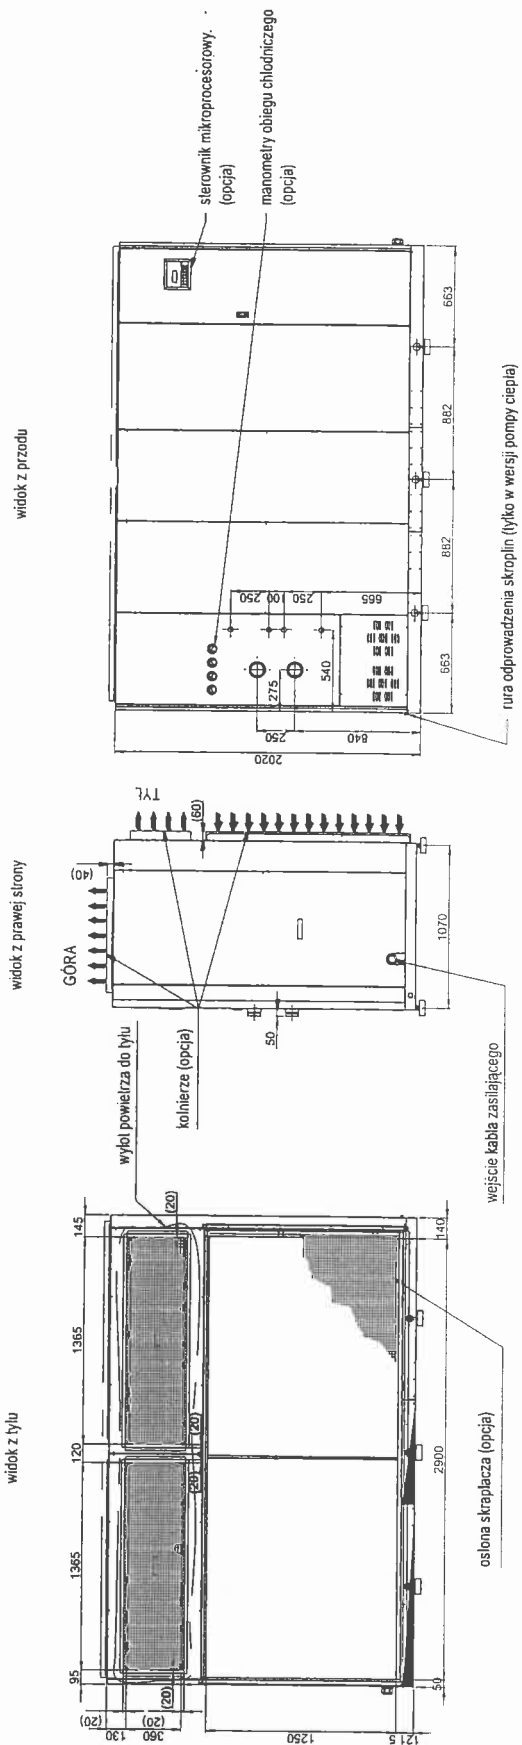 widok z tyłu
95
1365
120
1365
145
(20)
130
360
(20)
(20)
(20)
(20)
(20)
1250
121.5
50
2900
140
wylot powietrza do tyłu
osłona skraplacza (opcja)
widok z prawej strony
GÓRA
(40)
TYŁ
(60)
kołnierze (opcja)
50
1070
wejście kabla zasilającego
widok z przodu
2020
250
840
275
540
250
100
250
665
663
882
882
663
sterownik mikroprocesorowy.
(opcja)
manometry obiegu chłodniczego
(opcja)
rura odprowadzenia skroplin (tylko w wersji pompy ciepła)